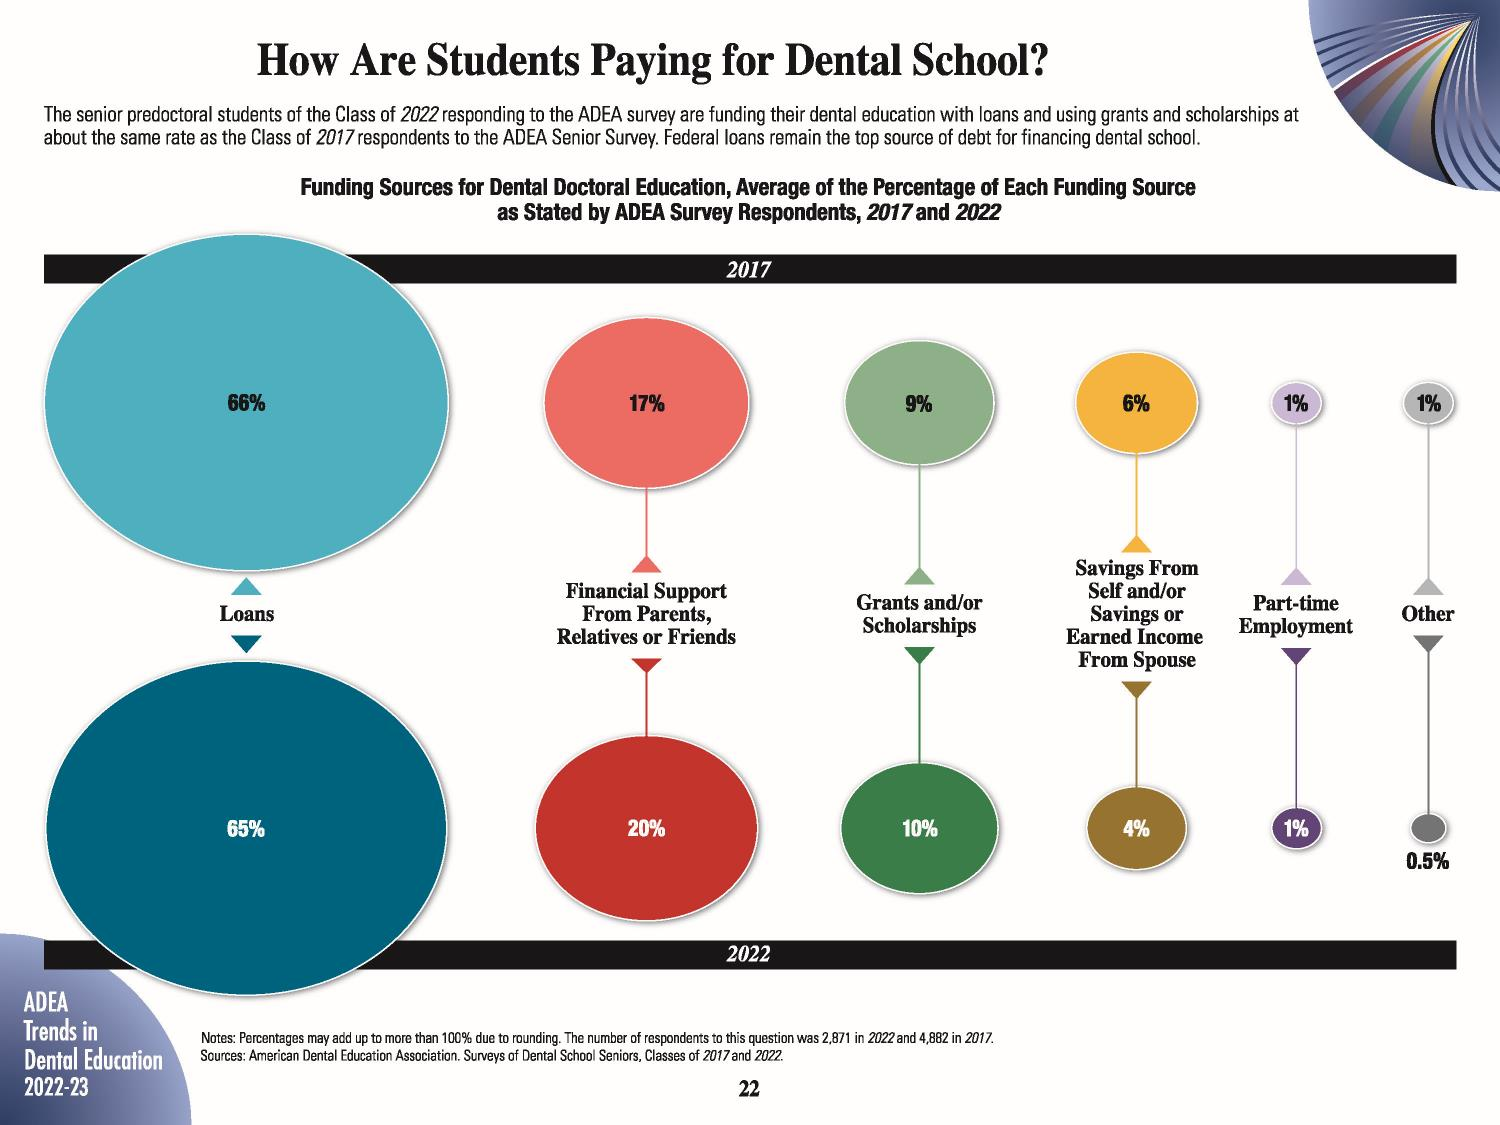 How Are Students Paying for Dental School?
The senior predoctoral students of the Class of 2022 responding to the ADEA survey are funding their dental education with loans and using grants and scholarships at
about the same rate as the Class of 2017 respondents to the ADEA Senior Survey. Federal loans remain the top source of debt for financing dental school.
Funding Sources for Dental Doctoral Education, Average of the Percentage of Each Funding Source
as Stated by ADEA Survey Respondents, 2017 and 2022
2017
66%
17%
9%
6%
1%
1%
Loans
Financial Support
From Parents,
Relatives or Friends
Grants and/or
Scholarships
Savings From
Self and/or
Savings or
Earned Income
From Spouse
Part-time
Employment
Other
65%
20%
10%
4%
1%
0.5%
2022
ADEA
Trends in
Dental Education
2022-23
Notes: Percentages may add up to more than 100% due to rounding. The number of respondents to this question was 2,871 in 2022 and 4,882 in 2017.
Sources: American Dental Education Association. Surveys of Dental School Seniors, Classes of 2017 and 2022.
22